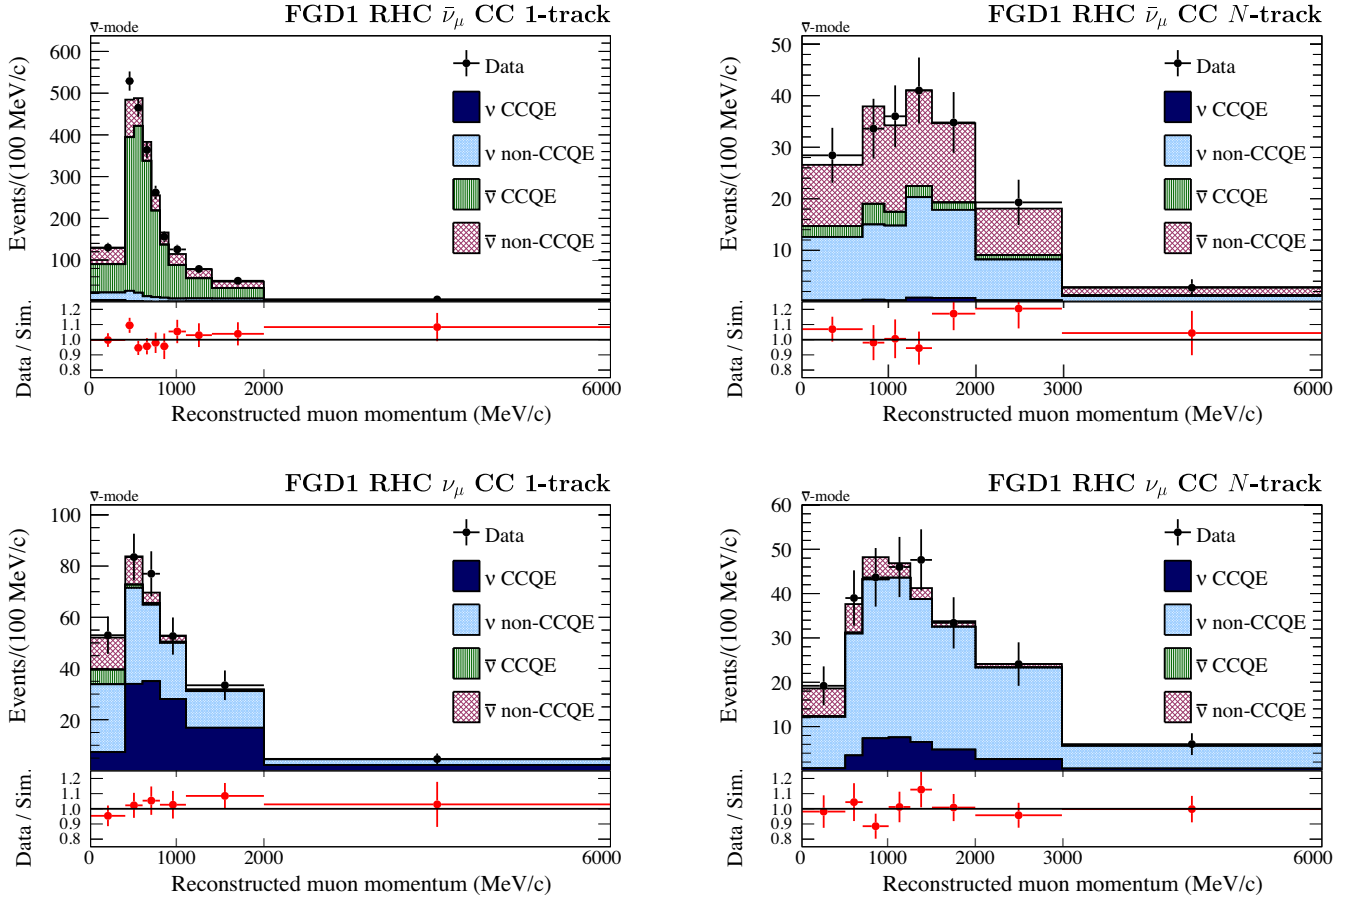 FGD1 RHC ν̄μ CC 1-track
ν̄-mode
Events/(100 MeV/c)
600
500
400
300
200
100
Data
ν CCQE
ν non-CCQE
ν̄ CCQE
ν̄ non-CCQE
Data / Sim.
1.2
1.1
1.0
0.9
0.8
0 1000 2000 6000
Reconstructed muon momentum (MeV/c)
FGD1 RHC ν̄μ CC N-track
ν̄-mode
Events/(100 MeV/c)
50
40
30
20
10
Data
ν CCQE
ν non-CCQE
ν̄ CCQE
ν̄ non-CCQE
Data / Sim.
1.2
1.1
1.0
0.9
0.8
0 1000 2000 3000 6000
Reconstructed muon momentum (MeV/c)
FGD1 RHC νμ CC 1-track
ν̄-mode
Events/(100 MeV/c)
100
80
60
40
20
Data
ν CCQE
ν non-CCQE
ν̄ CCQE
ν̄ non-CCQE
Data / Sim.
1.2
1.1
1.0
0.9
0.8
0 1000 2000 6000
Reconstructed muon momentum (MeV/c)
FGD1 RHC νμ CC N-track
ν̄-mode
Events/(100 MeV/c)
60
50
40
30
20
10
Data
ν CCQE
ν non-CCQE
ν̄ CCQE
ν̄ non-CCQE
Data / Sim.
1.2
1.1
1.0
0.9
0.8
0 1000 2000 3000 6000
Reconstructed muon momentum (MeV/c)